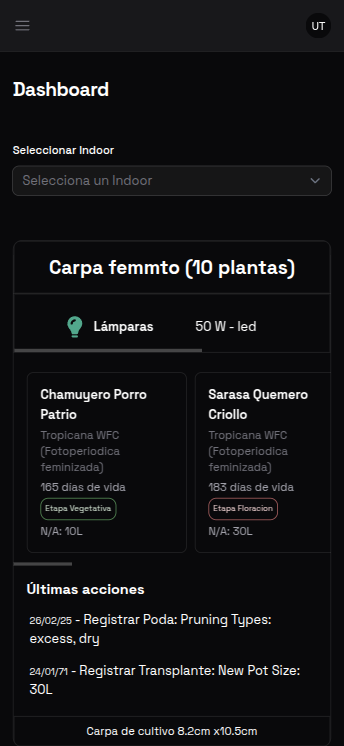 UT
Dashboard
Seleccionar Indoor
Selecciona un Indoor
Carpa femmto (10 plantas)
Lámparas 50 W - led
Chamuyero Porro
Patrio
Tropicana WFC
(Fotoperiodica
feminizada)
165 días de vida
Etapa Vegetativa
N/A: 10L
Sarasa Quemero
Criollo
Tropicana WFC
(Fotoperiodica
feminizada)
183 días de vida
Etapa Floracion
N/A: 30L
Últimas acciones
26/02/25 - Registrar Poda: Pruning Types:
excess, dry
24/01/71 - Registrar Transplante: New Pot Size:
30L
Carpa de cultivo 8.2cm x10.5cm